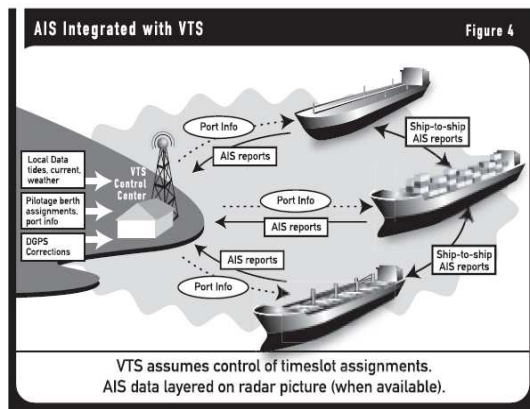 AIS Integrated with VTS
Figure 4
Port Info
AIS reports
Ship-to-ship
AIS reports
Local Data
tides, current,
weather
VTS
Control
Center
Pilotage berth
assignments,
port info
DGPS
Corrections
Port Info
AIS reports
AIS reports
Port Info
Ship-to-ship
AIS reports
VTS assumes control of timeslot assignments.
AIS data layered on radar picture (when available).